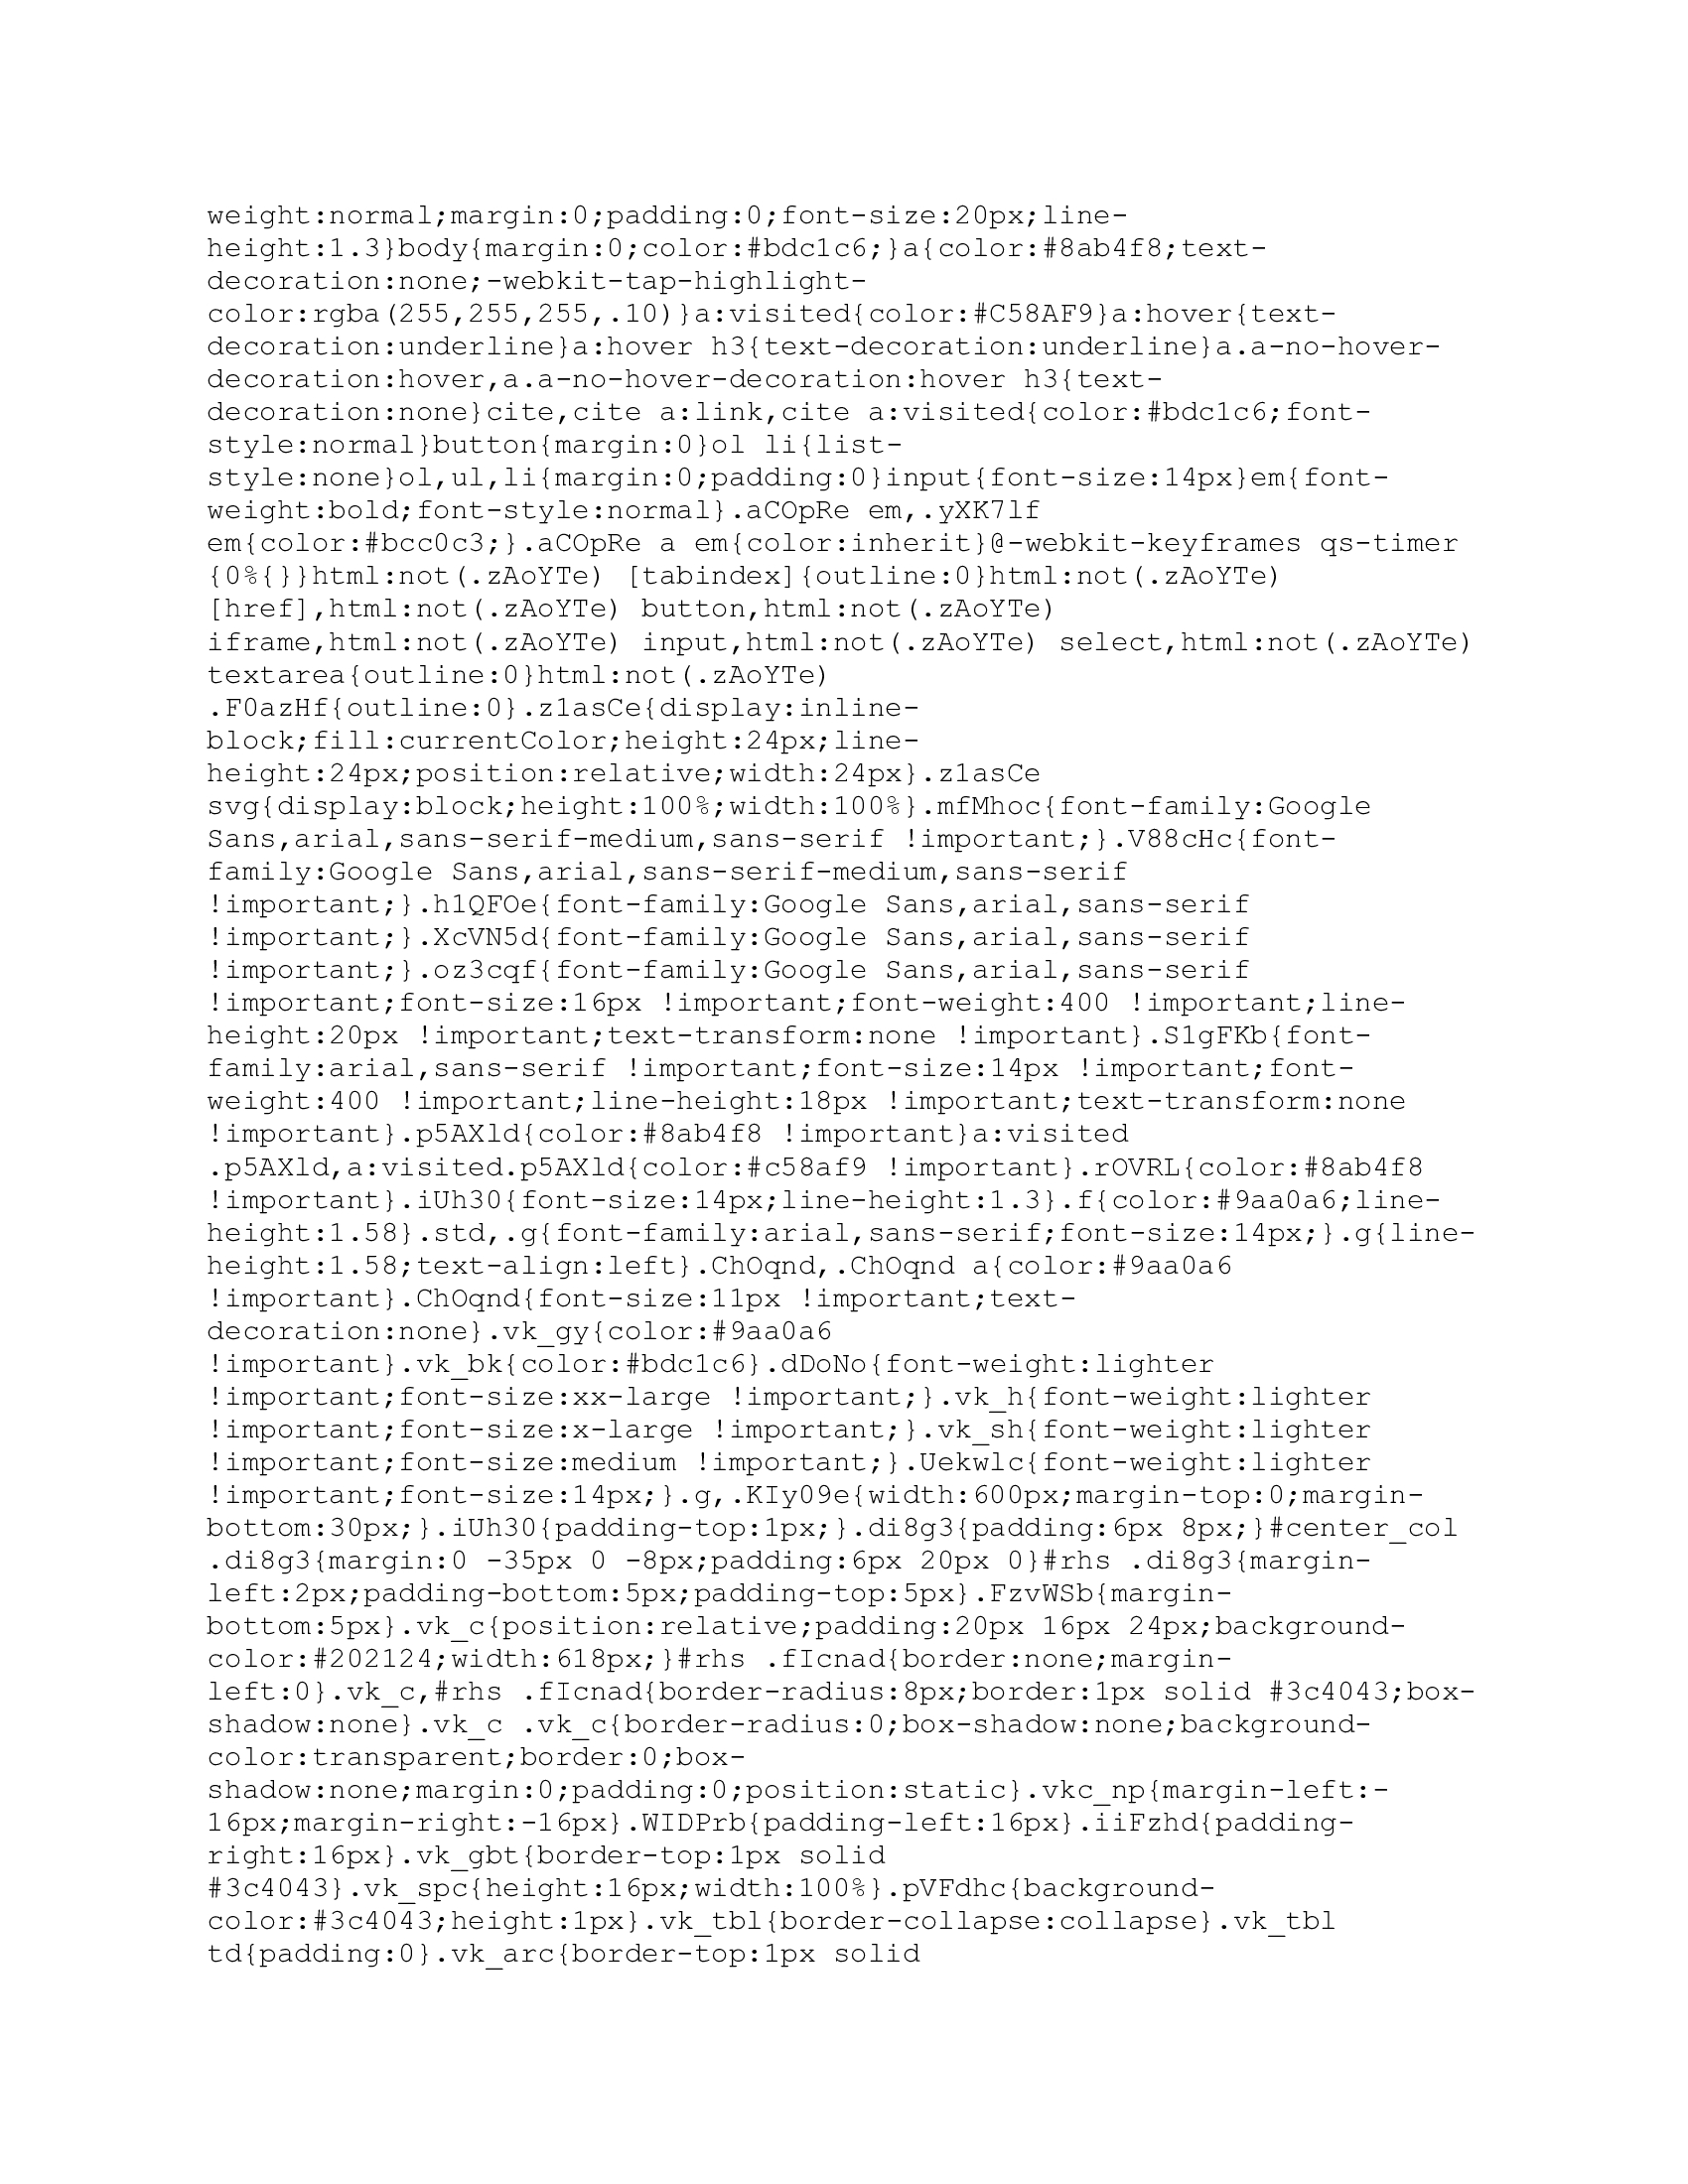 weight:normal;margin:0;padding:0;font-size:20px;line-
height:1.3}body{margin:0;color:#bdc1c6;}a{color:#8ab4f8;text-
decoration:none;-webkit-tap-highlight-
color:rgba(255,255,255,.10)}a:visited{color:#C58AF9}a:hover{text-
decoration:underline}a:hover h3{text-decoration:underline}a.a-no-hover-
decoration:hover,a.a-no-hover-decoration:hover h3{text-
decoration:none}cite,cite a:link,cite a:visited{color:#bdc1c6;font-
style:normal}button{margin:0}ol li{list-
style:none}ol,ul,li{margin:0;padding:0}input{font-size:14px}em{font-
weight:bold;font-style:normal}.aCOpRe em,.yXK7lf
em{color:#bcc0c3;}.aCOpRe a em{color:inherit}@-webkit-keyframes qs-timer
{0%{}}html:not(.zAoYTe) [tabindex]{outline:0}html:not(.zAoYTe)
[href],html:not(.zAoYTe) button,html:not(.zAoYTe)
iframe,html:not(.zAoYTe) input,html:not(.zAoYTe) select,html:not(.zAoYTe)
textarea{outline:0}html:not(.zAoYTe)
.F0azHf{outline:0}.z1asCe{display:inline-
block;fill:currentColor;height:24px;line-
height:24px;position:relative;width:24px}.z1asCe
svg{display:block;height:100%;width:100%}.mfMhoc{font-family:Google
Sans,arial,sans-serif-medium,sans-serif !important;}.V88cHc{font-
family:Google Sans,arial,sans-serif-medium,sans-serif
!important;}.h1QFOe{font-family:Google Sans,arial,sans-serif
!important;}.XcVN5d{font-family:Google Sans,arial,sans-serif
!important;}.oz3cqf{font-family:Google Sans,arial,sans-serif
!important;font-size:16px !important;font-weight:400 !important;line-
height:20px !important;text-transform:none !important}.S1gFKb{font-
family:arial,sans-serif !important;font-size:14px !important;font-
weight:400 !important;line-height:18px !important;text-transform:none
!important}.p5AXld{color:#8ab4f8 !important}a:visited
.p5AXld,a:visited.p5AXld{color:#c58af9 !important}.rOVRL{color:#8ab4f8
!important}.iUh30{font-size:14px;line-height:1.3}.f{color:#9aa0a6;line-
height:1.58}.std,.g{font-family:arial,sans-serif;font-size:14px;}.g{line-
height:1.58;text-align:left}.ChOqnd,.ChOqnd a{color:#9aa0a6
!important}.ChOqnd{font-size:11px !important;text-
decoration:none}.vk_gy{color:#9aa0a6
!important}.vk_bk{color:#bdc1c6}.dDoNo{font-weight:lighter
!important;font-size:xx-large !important;}.vk_h{font-weight:lighter
!important;font-size:x-large !important;}.vk_sh{font-weight:lighter
!important;font-size:medium !important;}.Uekwlc{font-weight:lighter
!important;font-size:14px;}.g,.KIy09e{width:600px;margin-top:0;margin-
bottom:30px;}.iUh30{padding-top:1px;}.di8g3{padding:6px 8px;}#center_col
.di8g3{margin:0 -35px 0 -8px;padding:6px 20px 0}#rhs .di8g3{margin-
left:2px;padding-bottom:5px;padding-top:5px}.FzvWSb{margin-
bottom:5px}.vk_c{position:relative;padding:20px 16px 24px;background-
color:#202124;width:618px;}#rhs .fIcnad{border:none;margin-
left:0}.vk_c,#rhs .fIcnad{border-radius:8px;border:1px solid #3c4043;box-
shadow:none}.vk_c .vk_c{border-radius:0;box-shadow:none;background-
color:transparent;border:0;box-
shadow:none;margin:0;padding:0;position:static}.vkc_np{margin-left:-
16px;margin-right:-16px}.WIDPrb{padding-left:16px}.iiFzhd{padding-
right:16px}.vk_gbt{border-top:1px solid
#3c4043}.vk_spc{height:16px;width:100%}.pVFdhc{background-
color:#3c4043;height:1px}.vk_tbl{border-collapse:collapse}.vk_tbl
td{padding:0}.vk_arc{border-top:1px solid